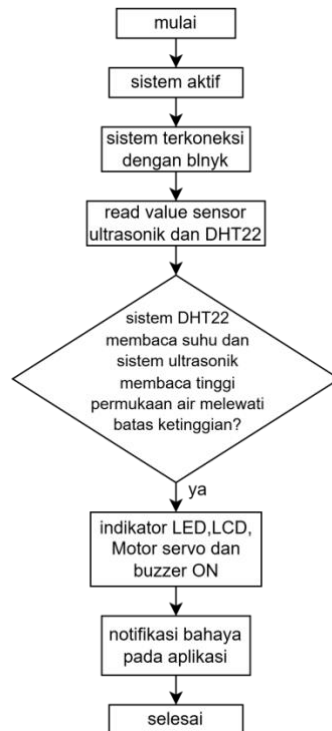 mulai
sistem aktif
sistem terkoneksi
dengan blnyk
read value sensor
ultrasonik dan DHT22
sistem DHT22
membaca suhu dan
sistem ultrasonik
membaca tinggi
permukaan air melewati
batas ketinggian?
ya
indikator LED,LCD,
Motor servo dan
buzzer ON
notifikasi bahaya
pada aplikasi
selesai